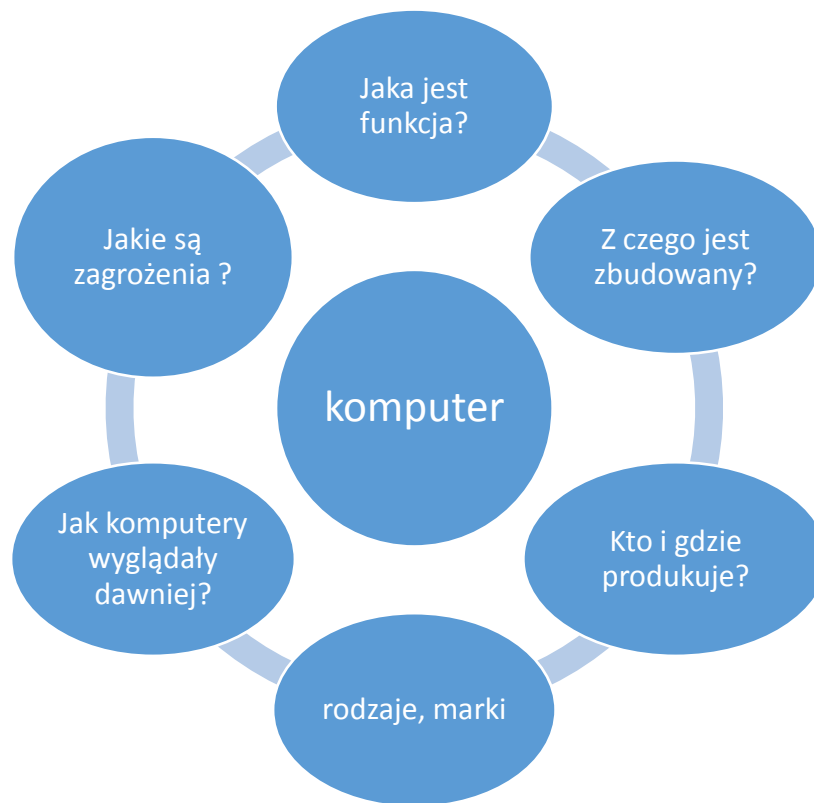 Jaka jest
funkcja?
Z czego jest
zbudowany?
Kto i gdzie
produkuje?
rodzaje, marki
Jak komputery
wyglądały
dawniej?
Jakie są
zagrożenia ?
komputer